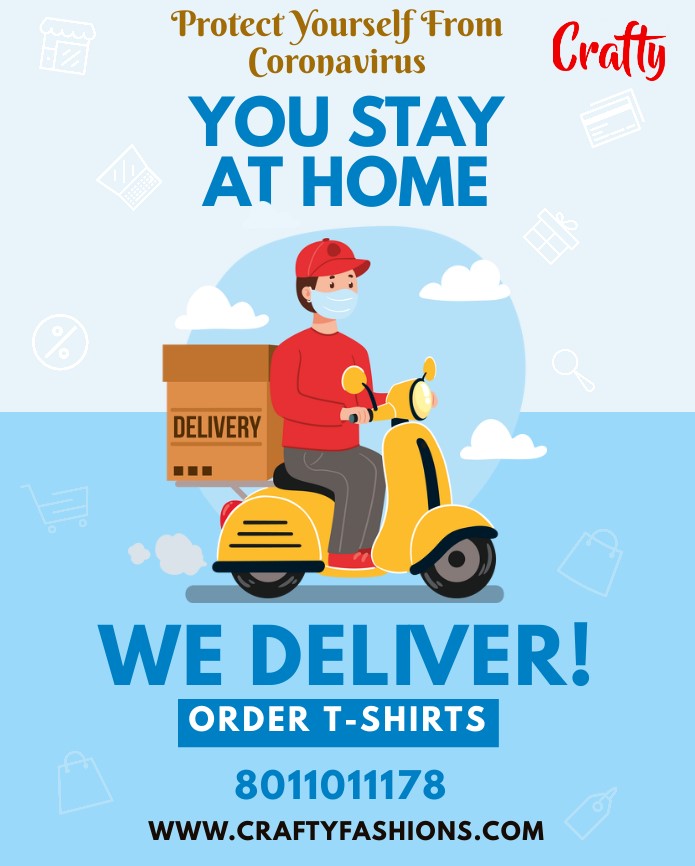 Protect Yourself From
Coronavirus
Crafty
YOU STAY
AT HOME
DELIVERY
WE DELIVER!
ORDER T-SHIRTS
8011011178
WWW.CRAFTYFASHIONS.COM